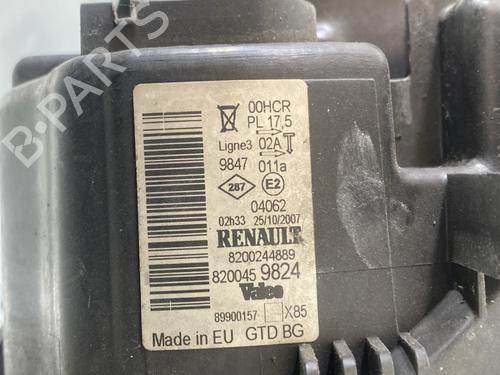 B-PARTS
00HCR
PL 17,5
Ligne3 02A
9847 011a
287 E2
04062
02h33 25/10/2007
RENAULT
8200244889
820045 9824
Valeo
89900157 X85
Made in EU GTD BG